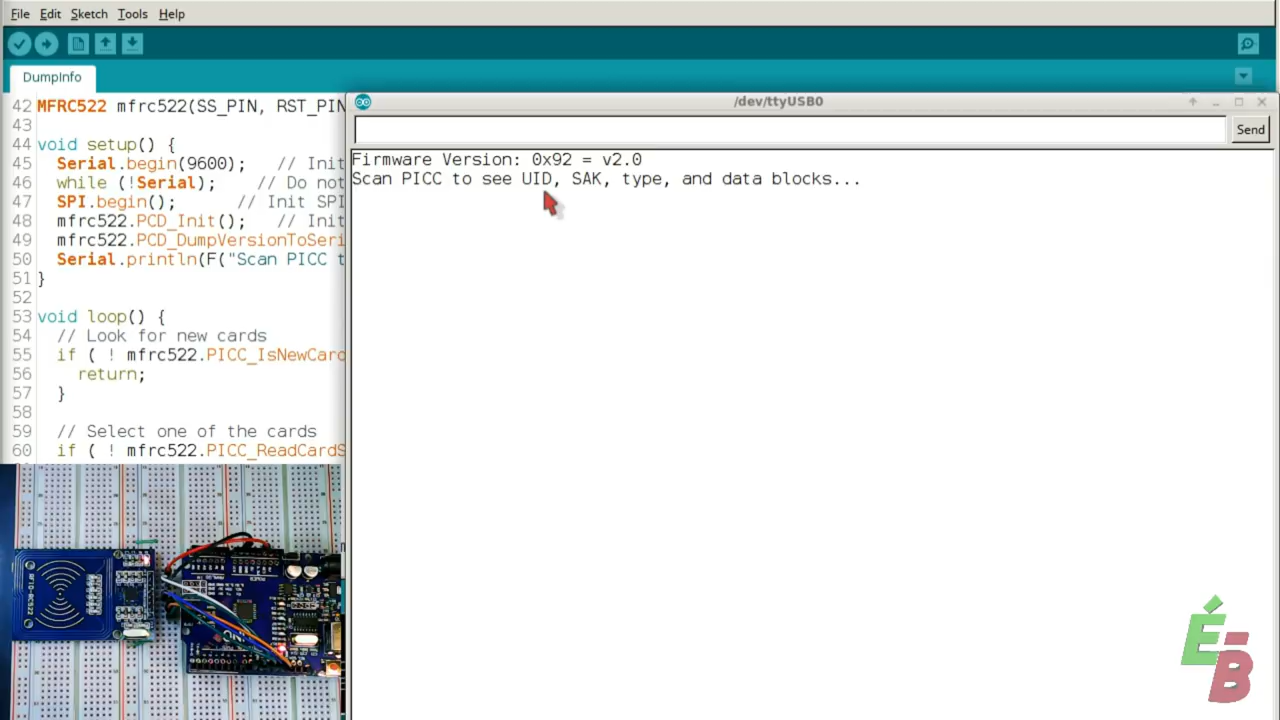 File Edit Sketch Tools Help
DumpInfo
42 MFRC522 mfrc522(SS_PIN, RST_PIN
43
44 void setup() {
45 Serial.begin(9600); // Init
46 while (!Serial); // Do not
47 SPI.begin(); // Init SPI
48 mfrc522.PCD_Init(); // Init
49 mfrc522.PCD_DumpVersionToSeri
50 Serial.println(F("Scan PICC t
51 }
52
53 void loop() {
54 // Look for new cards
55 if ( ! mfrc522.PICC_IsNewCard
56 return;
57 }
58
59 // Select one of the cards
60 if ( ! mfrc522.PICC_ReadCardS
/dev/ttyUSB0
Send
Firmware Version: 0x92 = v2.0
Scan PICC to see UID, SAK, type, and data blocks...
RFID-RC522
UNO
É-B